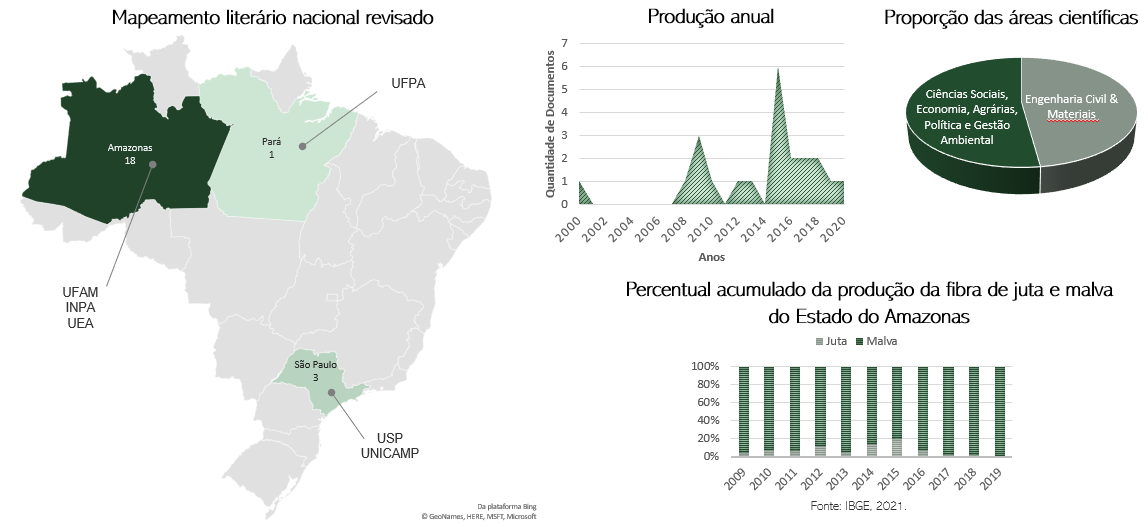 Mapeamento literário nacional revisado
UFPA
Amazonas
18
Pará
1
UFAM
INPA
UEA
São Paulo
3
USP
UNICAMP
Da plataforma Bing
© GeoNames, HERE, MSFT, Microsoft
Produção anual
Quantidade de Documentos
7
6
5
4
3
2
1
0
2000
2002
2004
2006
2008
2010
2012
2014
2016
2018
2020
Anos
Proporção das áreas científicas
Ciências Sociais,
Economia, Agrárias,
Política e Gestão
Ambiental
Engenharia Civil &
Materiais
Percentual acumulado da produção da fibra de juta e malva
do Estado do Amazonas
Juta
Malva
100%
80%
60%
40%
20%
0%
2009
2010
2011
2012
2013
2014
2015
2016
2017
2018
2019
Fonte: IBGE, 2021.